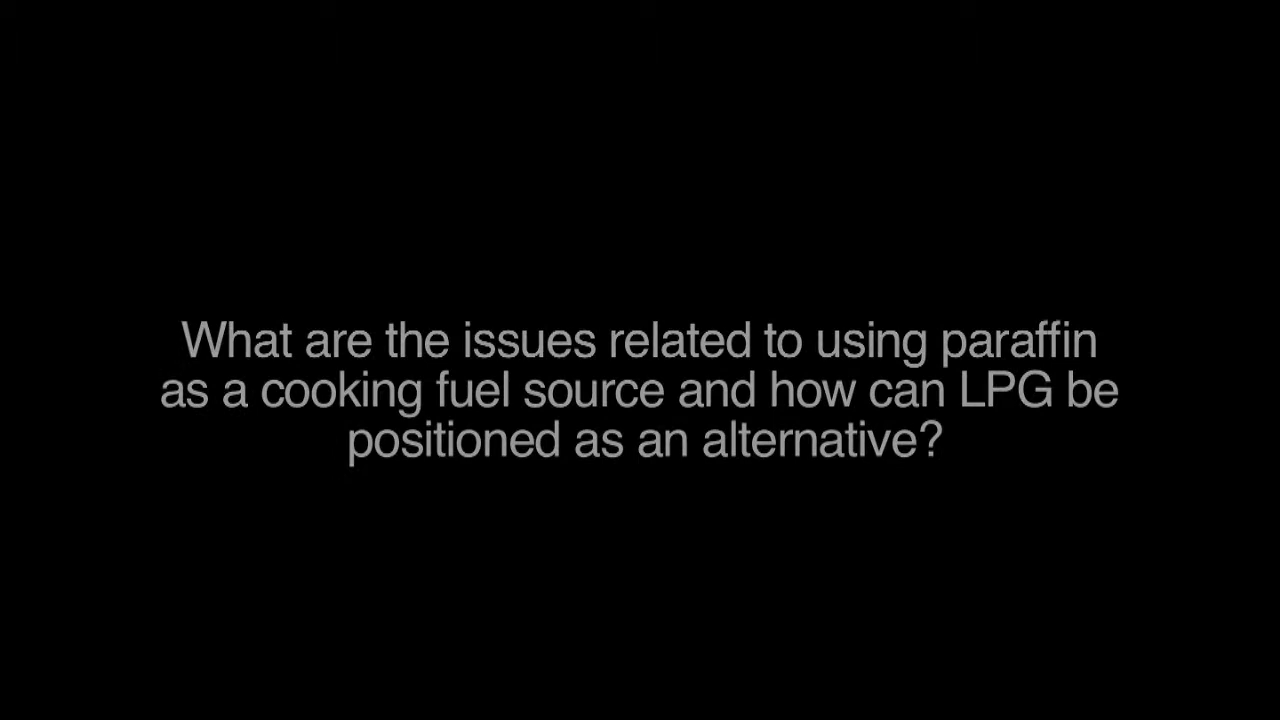 What are the issues related to using paraffin
as a cooking fuel source and how can LPG be
positioned as an alternative?